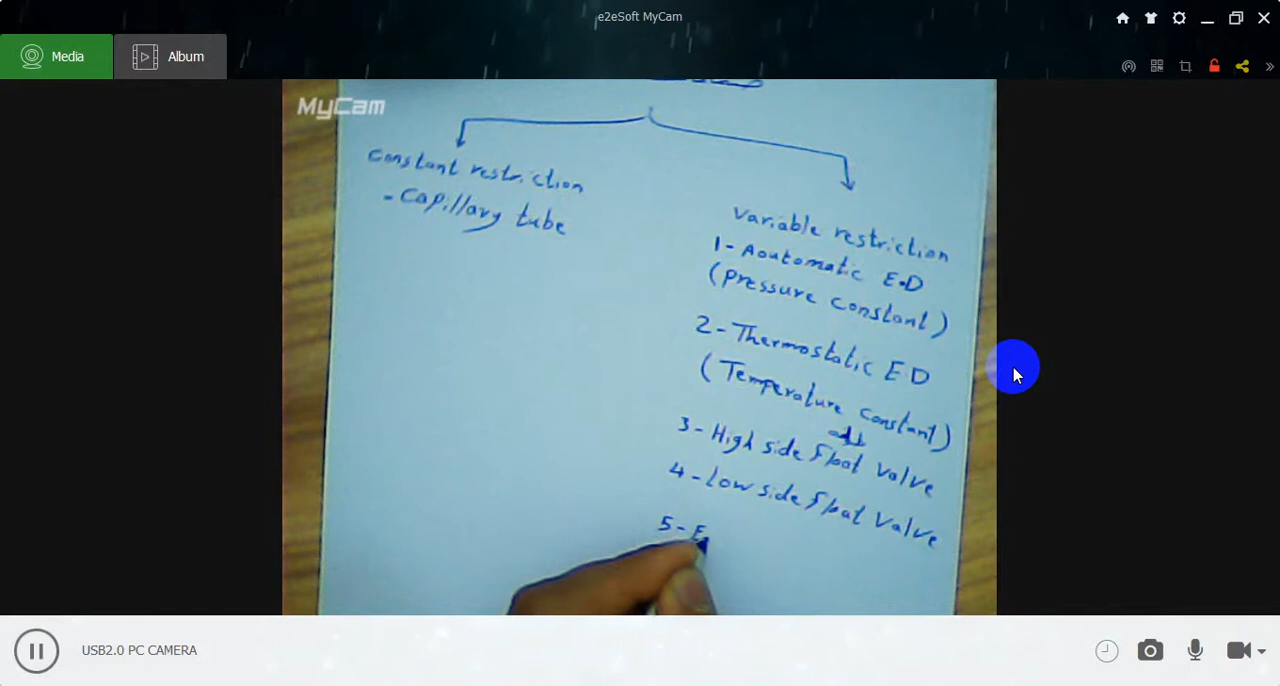 e2eSoft MyCam
Media
Album
MyCam
Constant restriction
- Capillary tube
Variable restriction
1- Aoutomatic E.D
(Pressure constant)
2- Thermostatic E.D
(Temperature constant)
3- High side float valve
4- Low side float valve
5- E
USB2.0 PC CAMERA